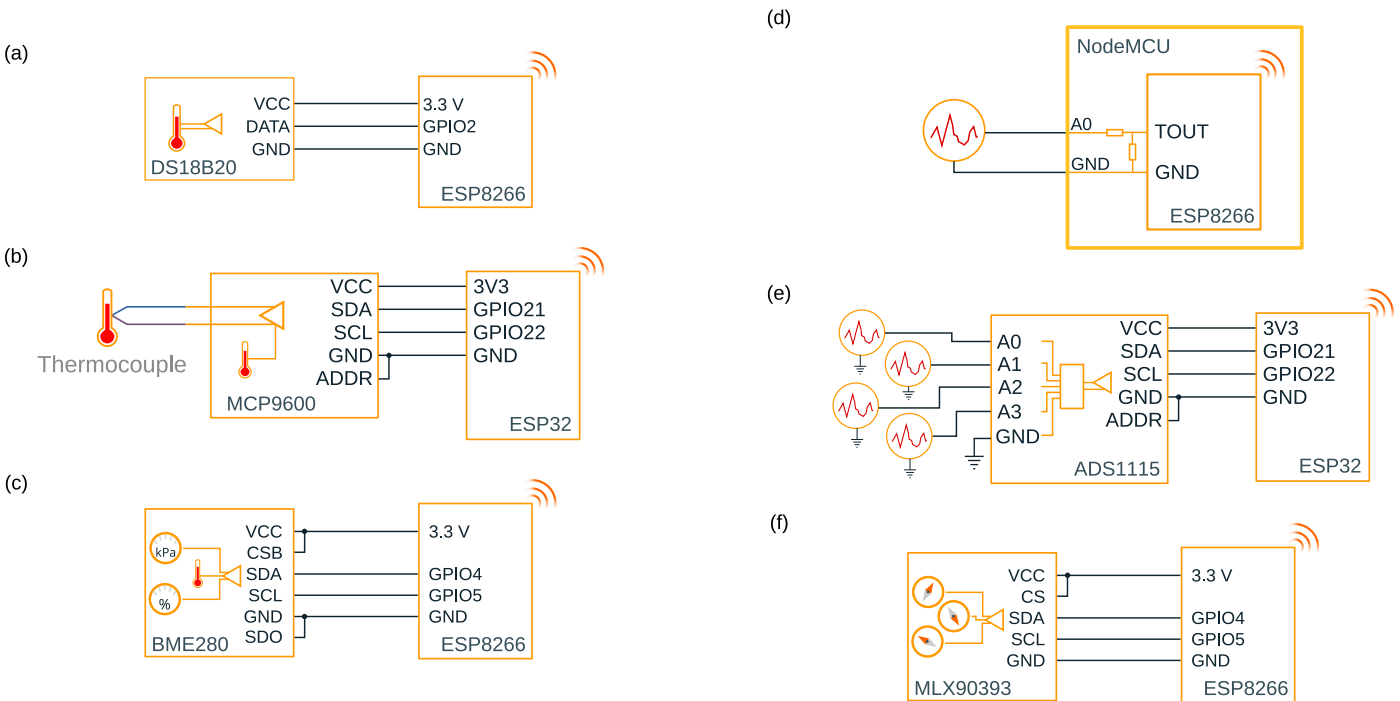 (a)
VCC
3.3 V
DATA
GPIO2
GND
GND
DS18B20
ESP8266
(b)
VCC
3V3
SDA
GPIO21
SCL
GPIO22
GND
GND
ADDR
Thermocouple
MCP9600
ESP32
(c)
VCC
3.3 V
CSB
kPa
SDA
GPIO4
SCL
GPIO5
%
GND
GND
SDO
BME280
ESP8266
(d)
NodeMCU
A0
TOUT
GND
GND
ESP8266
(e)
A0
A1
A2
A3
GND
VCC
3V3
SDA
GPIO21
SCL
GPIO22
GND
GND
ADDR
ADS1115
ESP32
(f)
VCC
3.3 V
CS
SDA
GPIO4
SCL
GPIO5
GND
GND
MLX90393
ESP8266